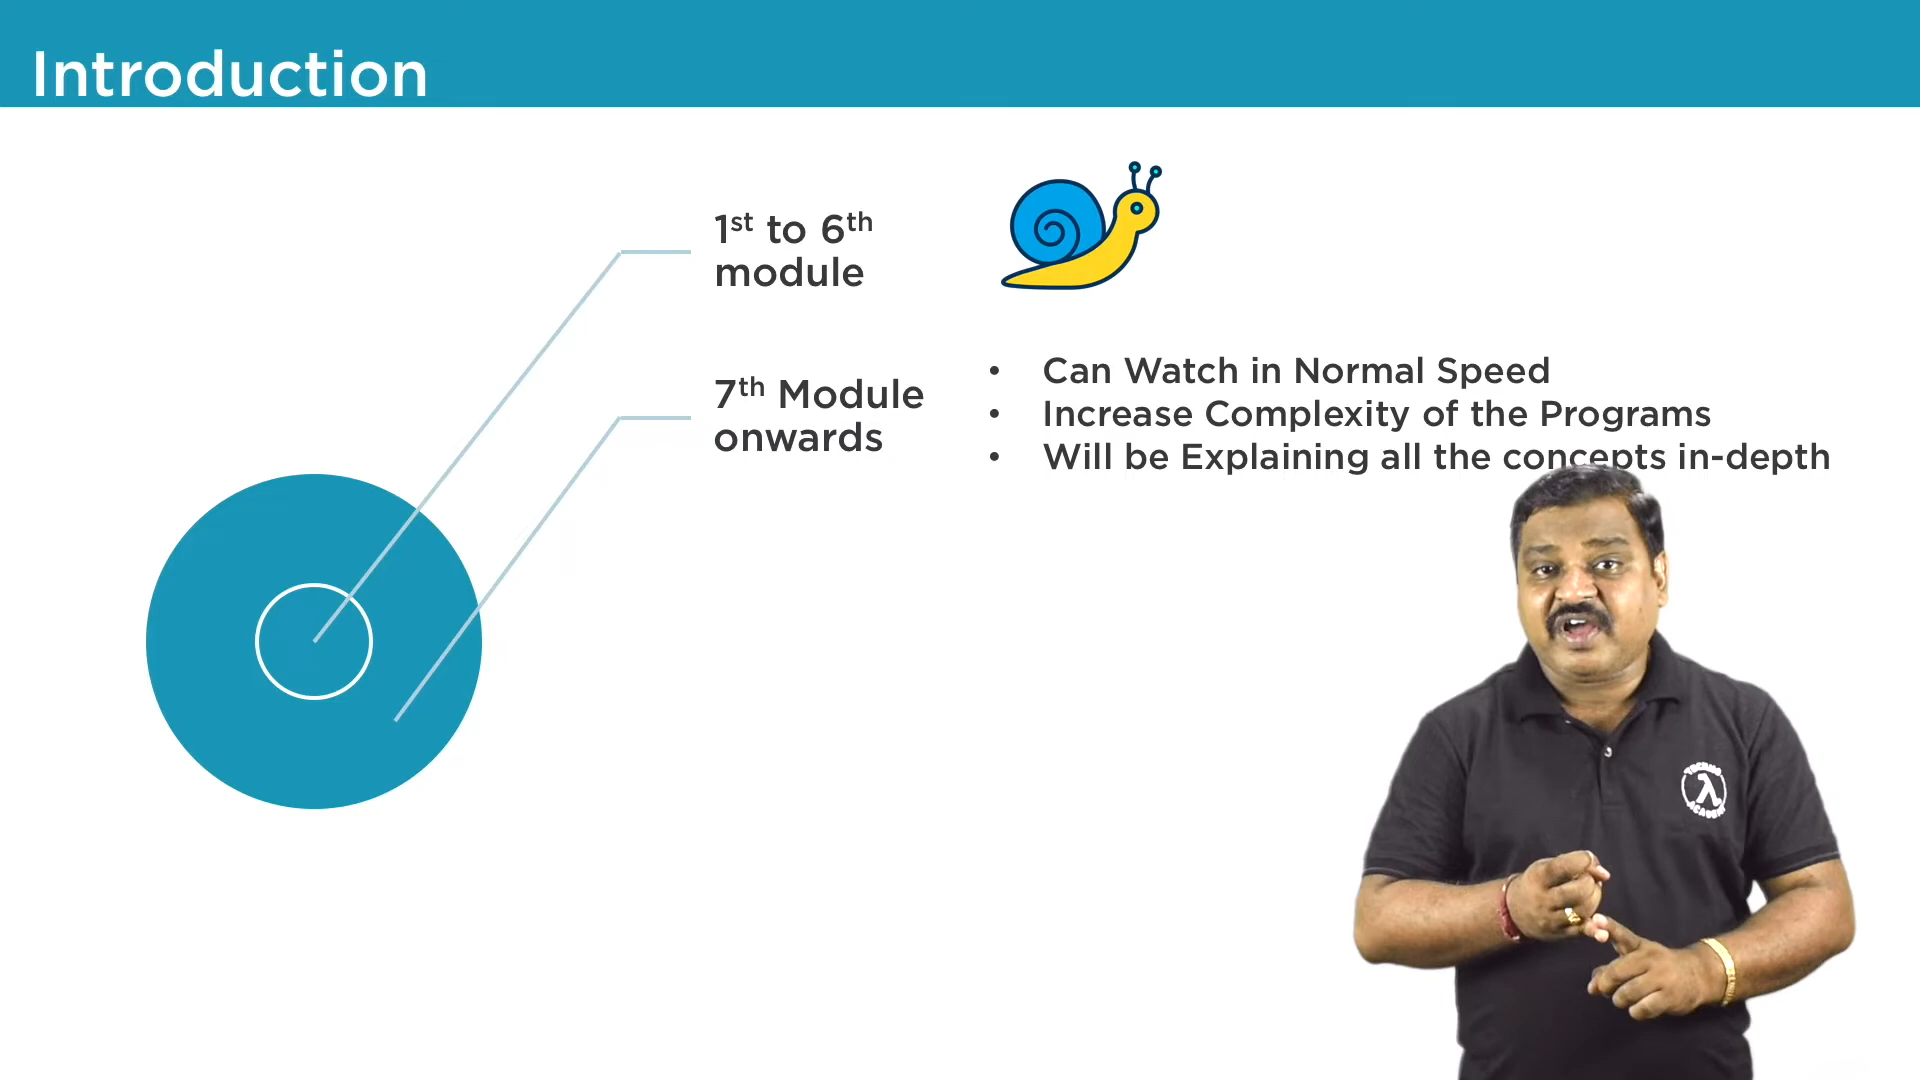 Introduction
1st to 6th
module
7th Module
onwards
• Can Watch in Normal Speed
• Increase Complexity of the Programs
• Will be Explaining all the concepts in-depth
λ
ACADEMY